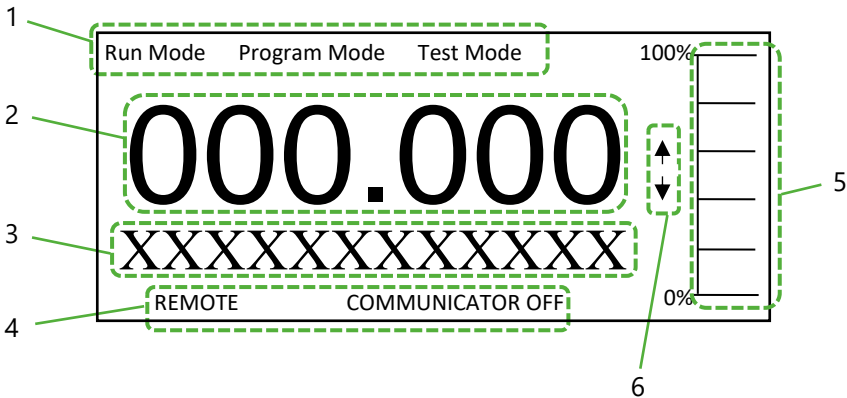 1
Run Mode Program Mode Test Mode 100%
2
000.000
5
3
XXXXXXXXXXXX
REMOTE COMMUNICATOR OFF 0%
4
6